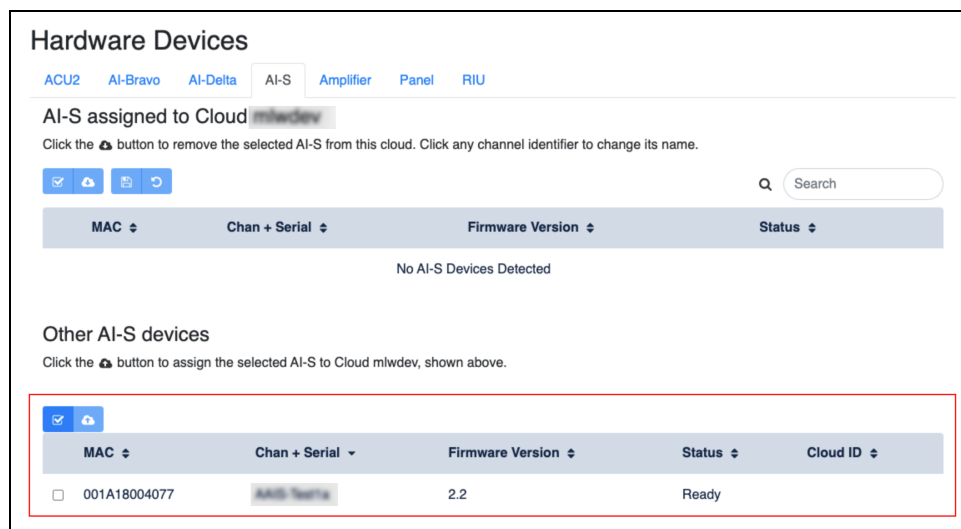 Hardware Devices
ACU2 AI-Bravo AI-Delta AI-S Amplifier Panel RIU
AI-S assigned to Cloud
Click the button to remove the selected AI-S from this cloud. Click any channel identifier to change its name.
Search
MAC Chan + Serial Firmware Version Status
No AI-S Devices Detected
Other AI-S devices
Click the button to assign the selected AI-S to Cloud mlwdev, shown above.
MAC Chan + Serial Firmware Version Status Cloud ID
001A18004077 2.2 Ready